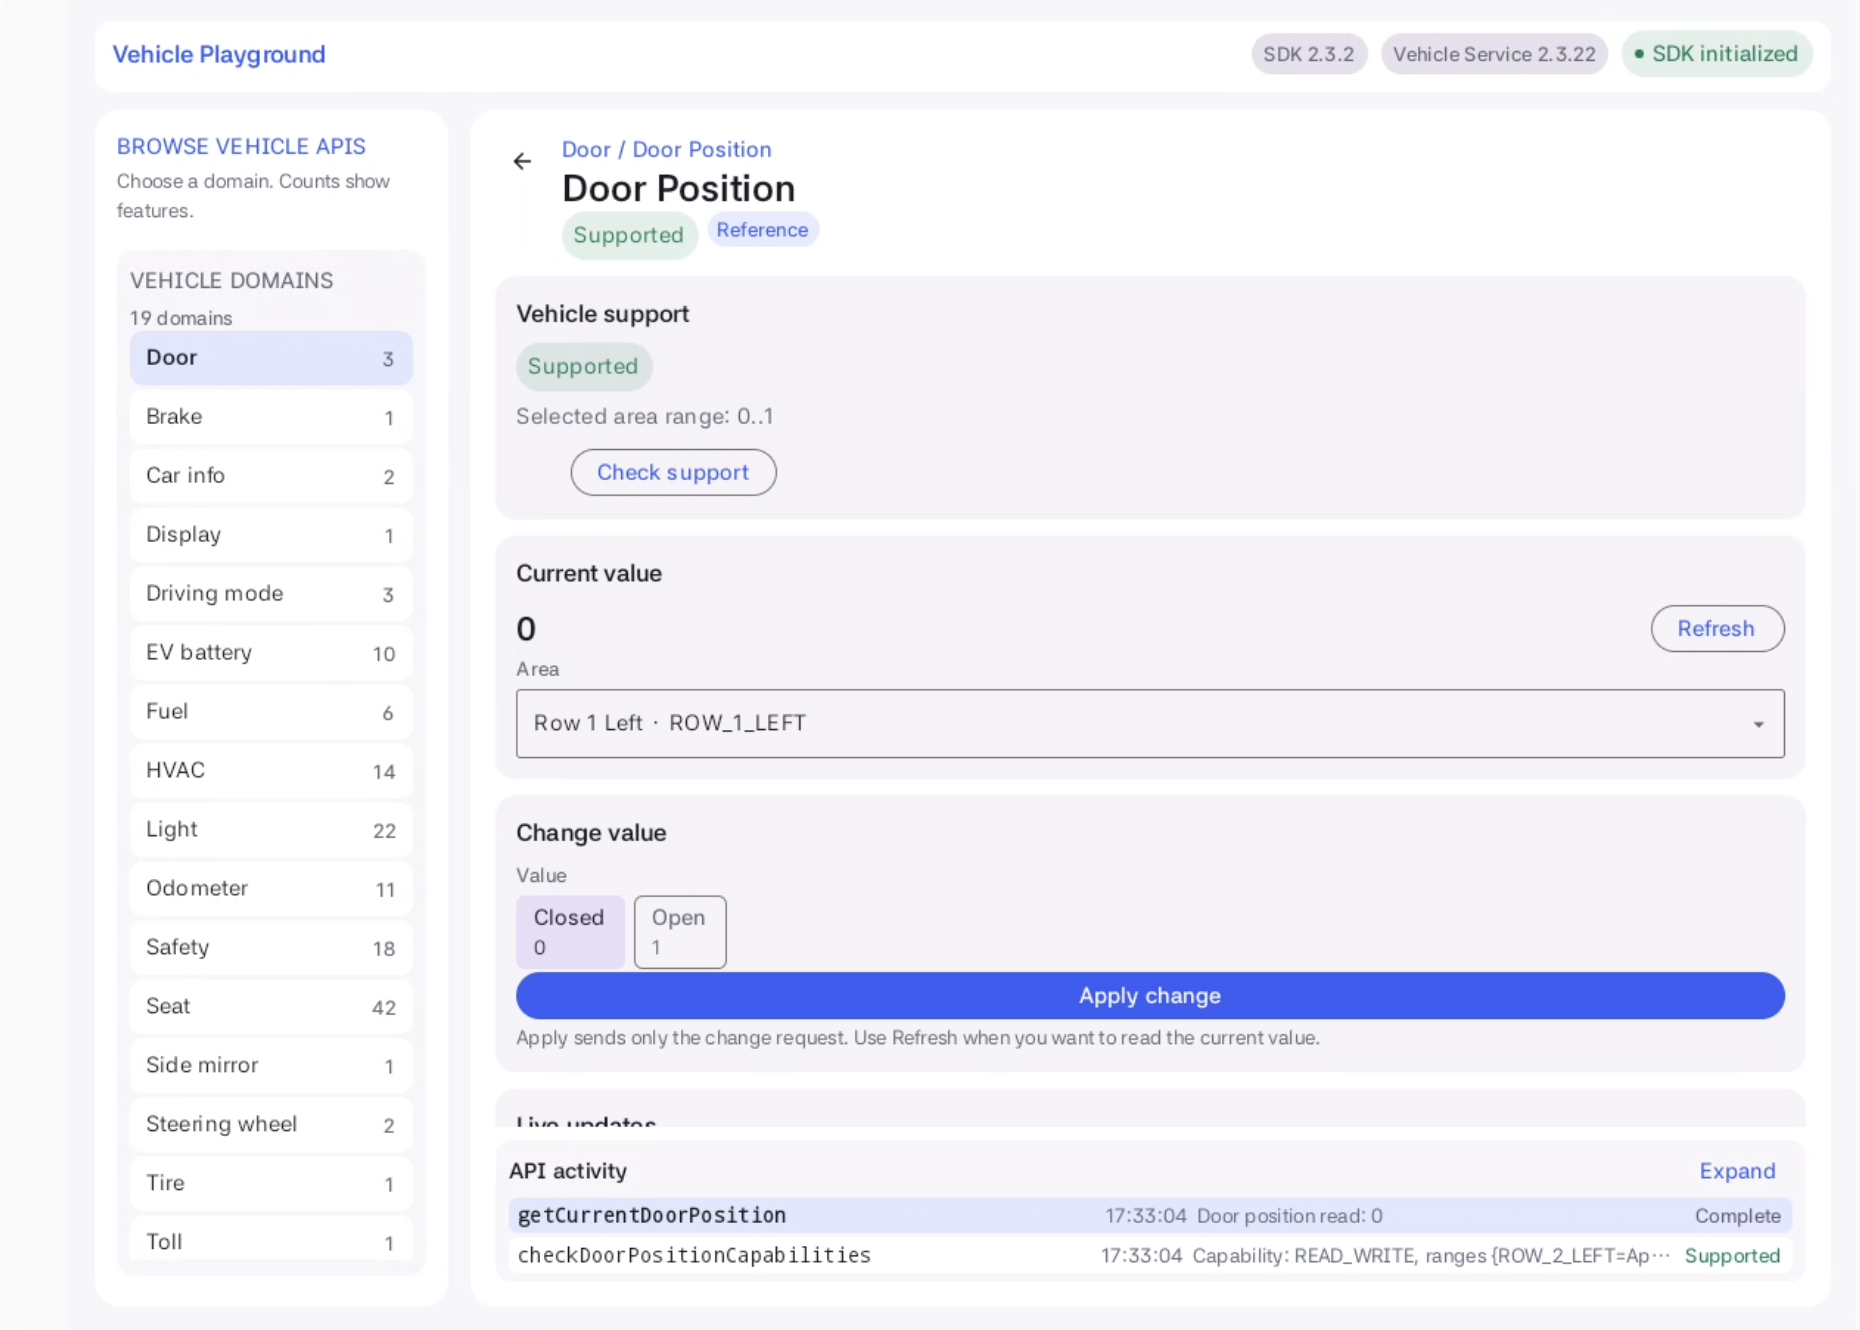 Vehicle Playground
SDK 2.3.2
Vehicle Service 2.3.22
• SDK initialized
BROWSE VEHICLE APIS
Choose a domain. Counts show
features.
VEHICLE DOMAINS
19 domains
Door 3
Brake 1
Car info 2
Display 1
Driving mode 3
EV battery 10
Fuel 6
HVAC 14
Light 22
Odometer 11
Safety 18
Seat 42
Side mirror 1
Steering wheel 2
Tire 1
Toll 1
Door / Door Position
Door Position
Supported
Reference
Vehicle support
Supported
Selected area range: 0..1
Check support
Current value
0
Refresh
Area
Row 1 Left · ROW_1_LEFT
Change value
Value
Closed
0
Open
1
Apply change
Apply sends only the change request. Use Refresh when you want to read the current value.
Live updates
API activity
Expand
getCurrentDoorPosition 17:33:04 Door position read: 0 Complete
checkDoorPositionCapabilities 17:33:04 Capability: READ_WRITE, ranges {ROW_2_LEFT=Ap··· Supported